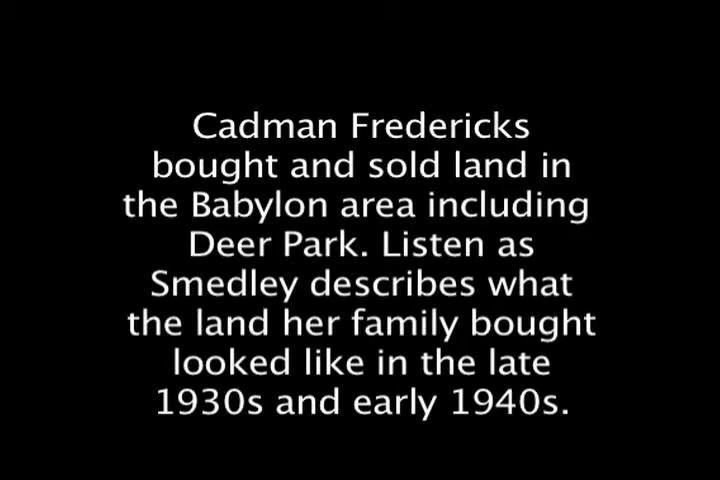 Cadman Fredericks
bought and sold land in
the Babylon area including
Deer Park. Listen as
Smedley describes what
the land her family bought
looked like in the late
1930s and early 1940s.